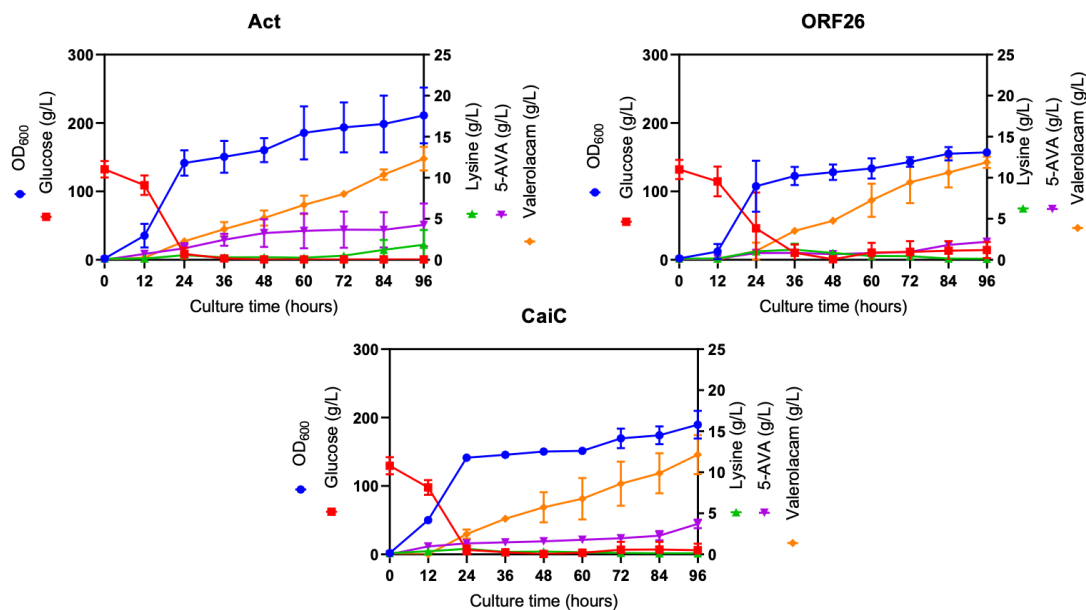 Act
300
200
100
0
25
20
15
10
5
0
0 12 24 36 48 60 72 84 96
Culture time (hours)
OD600
Glucose (g/L)
Lysine (g/L)
5-AVA (g/L)
Valerolacam (g/L)
ORF26
300
200
100
0
25
20
15
10
5
0
0 12 24 36 48 60 72 84 96
Culture time (hours)
OD600
Glucose (g/L)
Lysine (g/L)
5-AVA (g/L)
Valerolacam (g/L)
CaiC
300
200
100
0
25
20
15
10
5
0
0 12 24 36 48 60 72 84 96
Culture time (hours)
OD600
Glucose (g/L)
Lysine (g/L)
5-AVA (g/L)
Valerolacam (g/L)